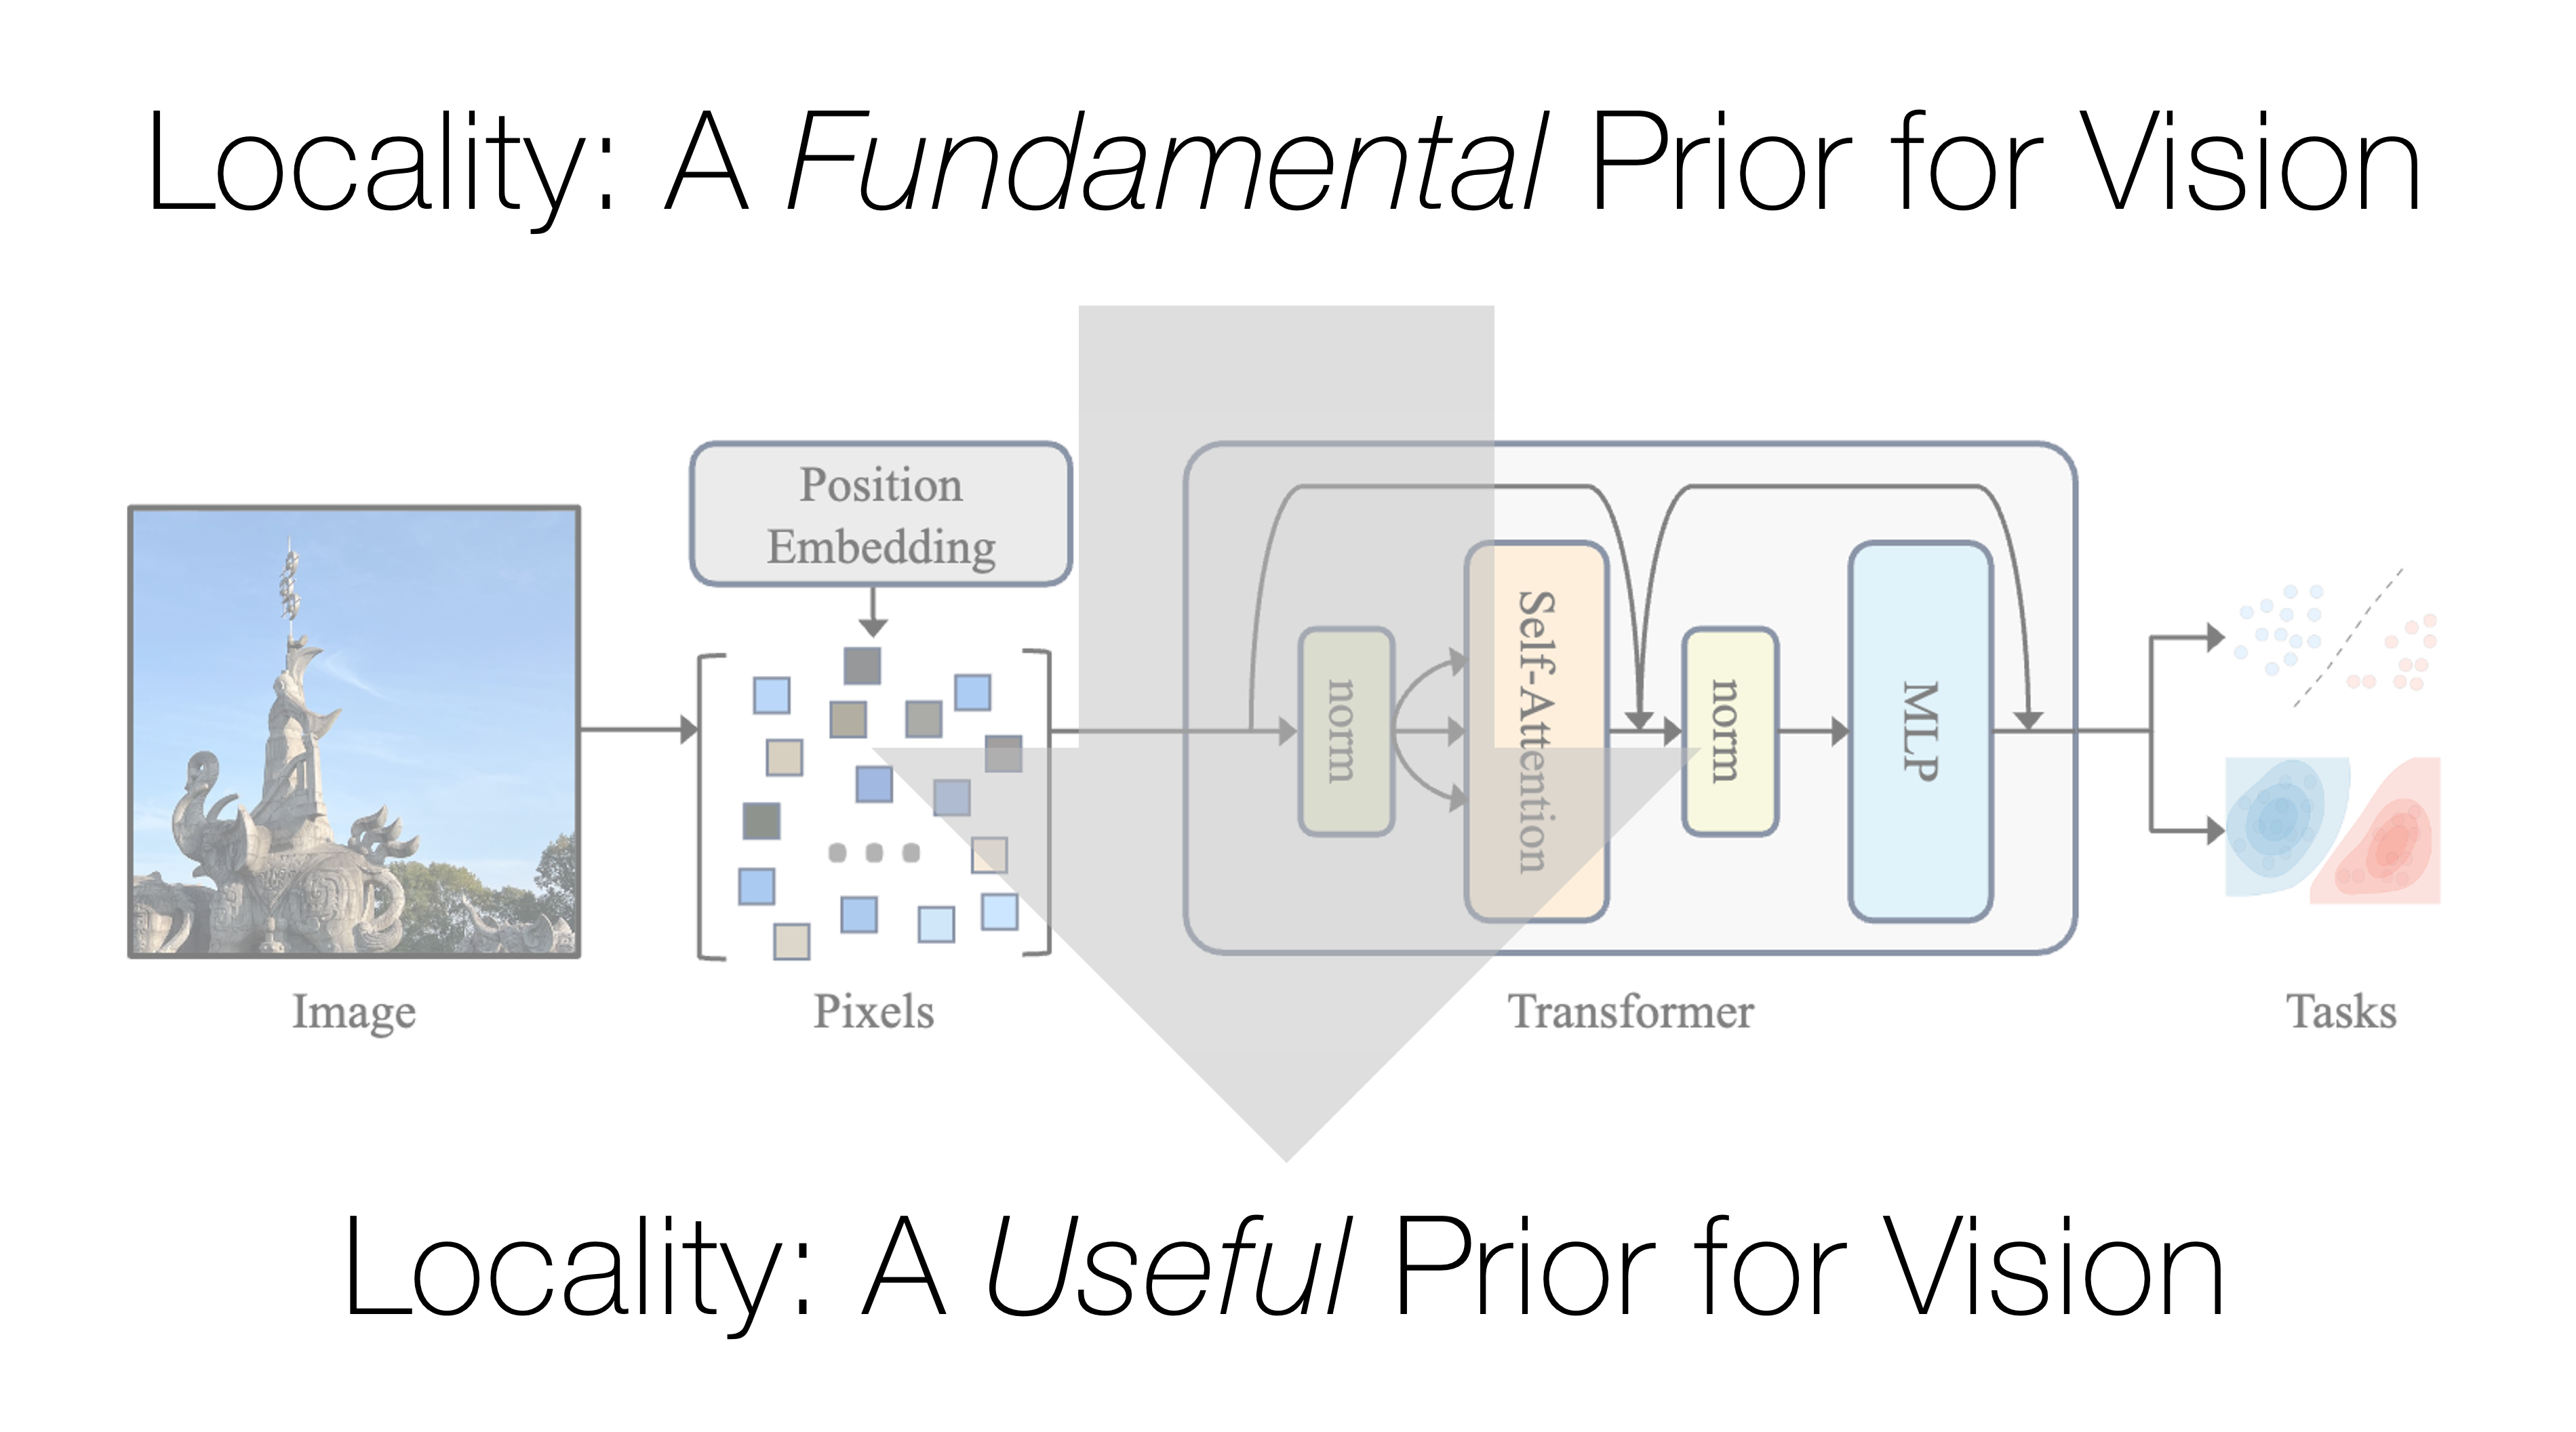 Locality: A Fundamental Prior for Vision
Position
Embedding
norm
Self-Attention
norm
MLP
Image
Pixels
Transformer
Tasks
Locality: A Useful Prior for Vision